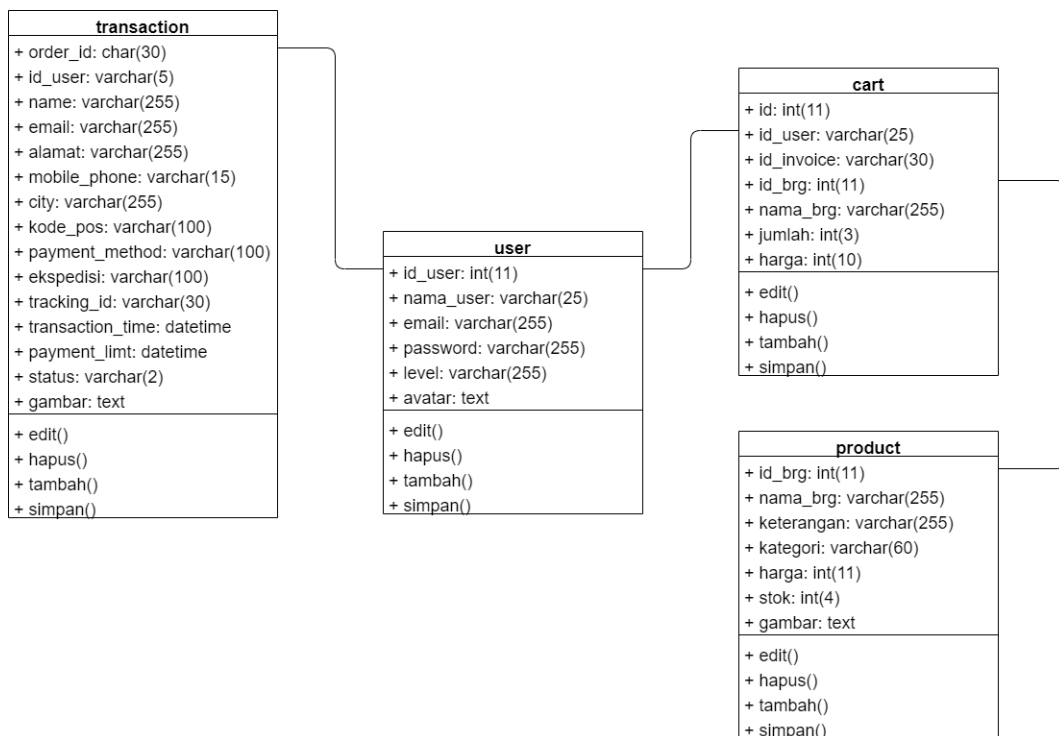 transaction
+ order_id: char(30)
+ id_user: varchar(5)
+ name: varchar(255)
+ email: varchar(255)
+ alamat: varchar(255)
+ mobile_phone: varchar(15)
+ city: varchar(255)
+ kode_pos: varchar(100)
+ payment_method: varchar(100)
+ ekspedisi: varchar(100)
+ tracking_id: varchar(30)
+ transaction_time: datetime
+ payment_limt: datetime
+ status: varchar(2)
+ gambar: text
+ edit()
+ hapus()
+ tambah()
+ simpan()
user
+ id_user: int(11)
+ nama_user: varchar(25)
+ email: varchar(255)
+ password: varchar(255)
+ level: varchar(255)
+ avatar: text
+ edit()
+ hapus()
+ tambah()
+ simpan()
cart
+ id: int(11)
+ id_user: varchar(25)
+ id_invoice: varchar(30)
+ id_brg: int(11)
+ nama_brg: varchar(255)
+ jumlah: int(3)
+ harga: int(10)
+ edit()
+ hapus()
+ tambah()
+ simpan()
product
+ id_brg: int(11)
+ nama_brg: varchar(255)
+ keterangan: varchar(255)
+ kategori: varchar(60)
+ harga: int(11)
+ stok: int(4)
+ gambar: text
+ edit()
+ hapus()
+ tambah()
+ simpan()